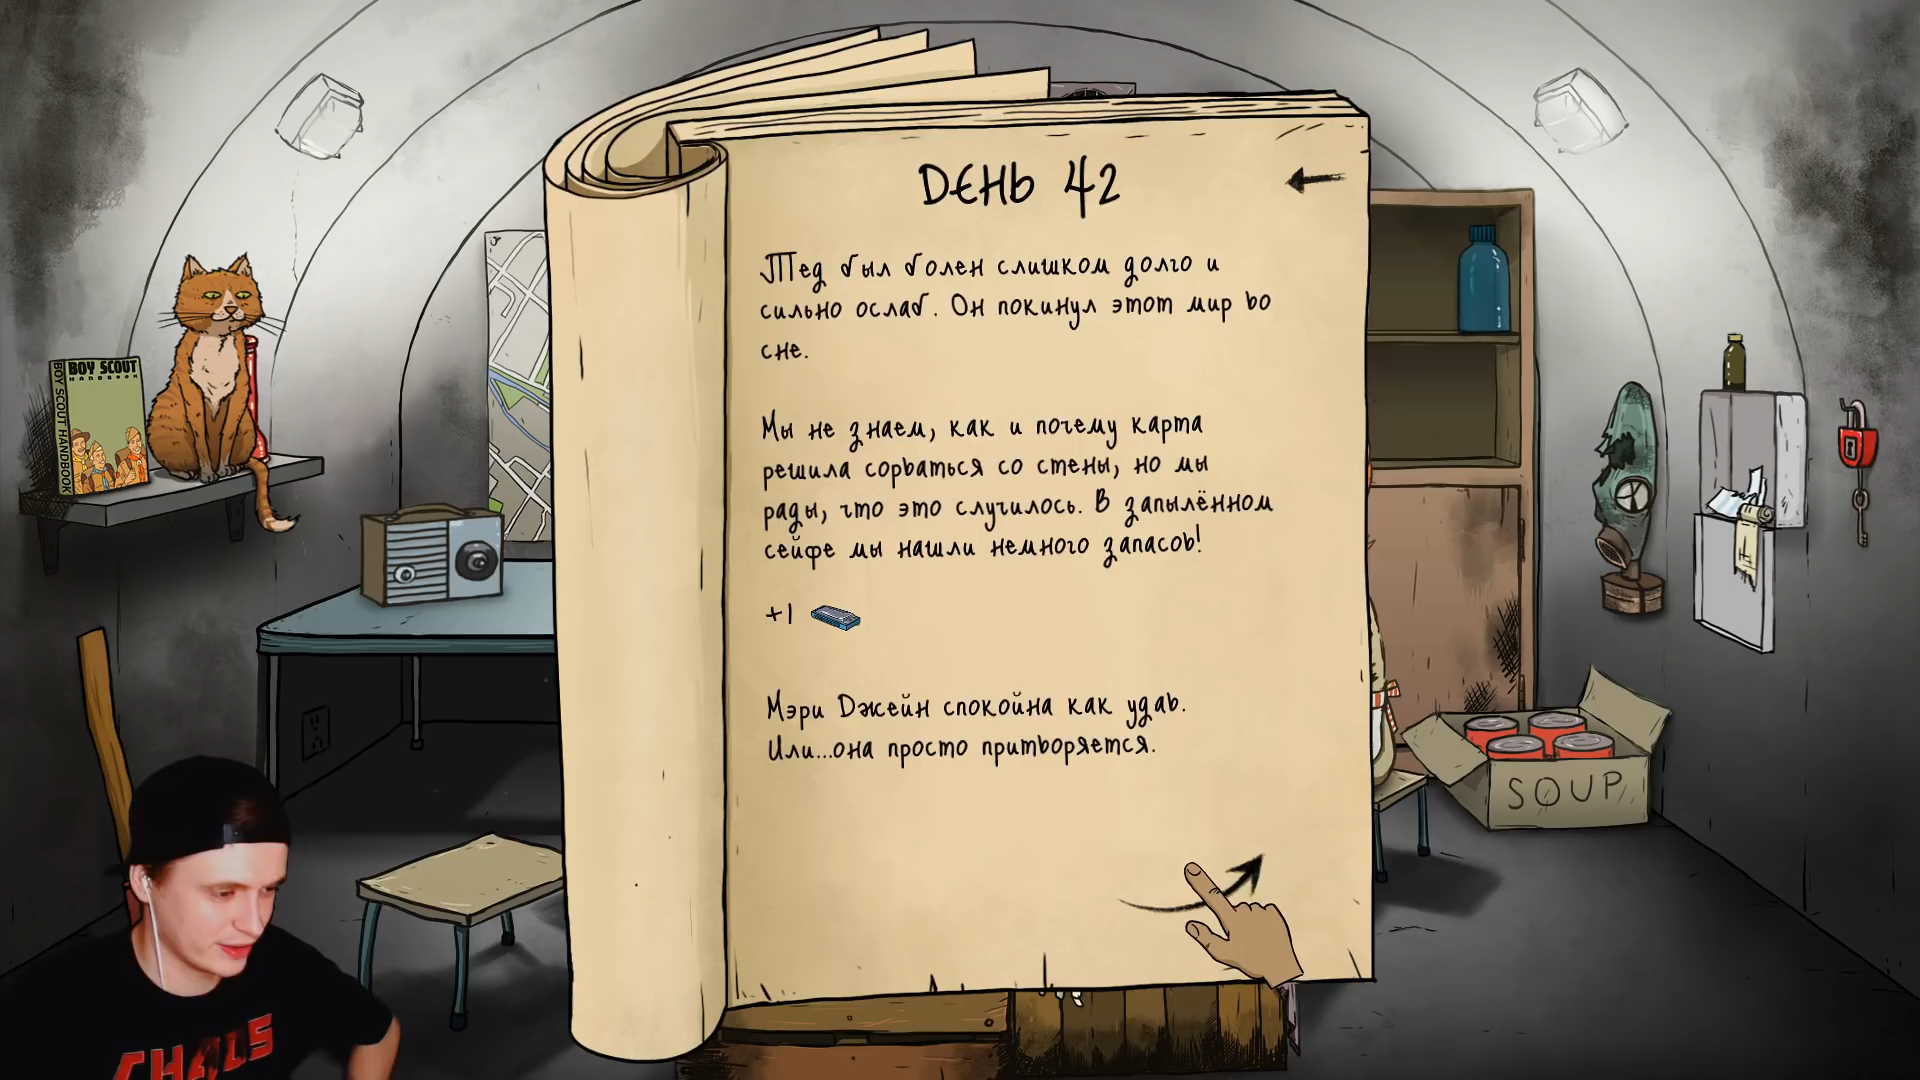 ДЕНЬ 42
Тед был болен слишком долго и
сильно ослаб. Он покинул этот мир во
сне.
Мы не знаем, как и почему карта
решила сорваться со стены, но мы
рады, что это случилось. В запылённом
сейфе мы нашли немного запасов!
+1
Мэри Джейн спокойна как удав.
Или...она просто притворяется.
BOY SCOUT
HANDBOOK
BOY SCOUT HANDBOOK
SOUP
CHAOS